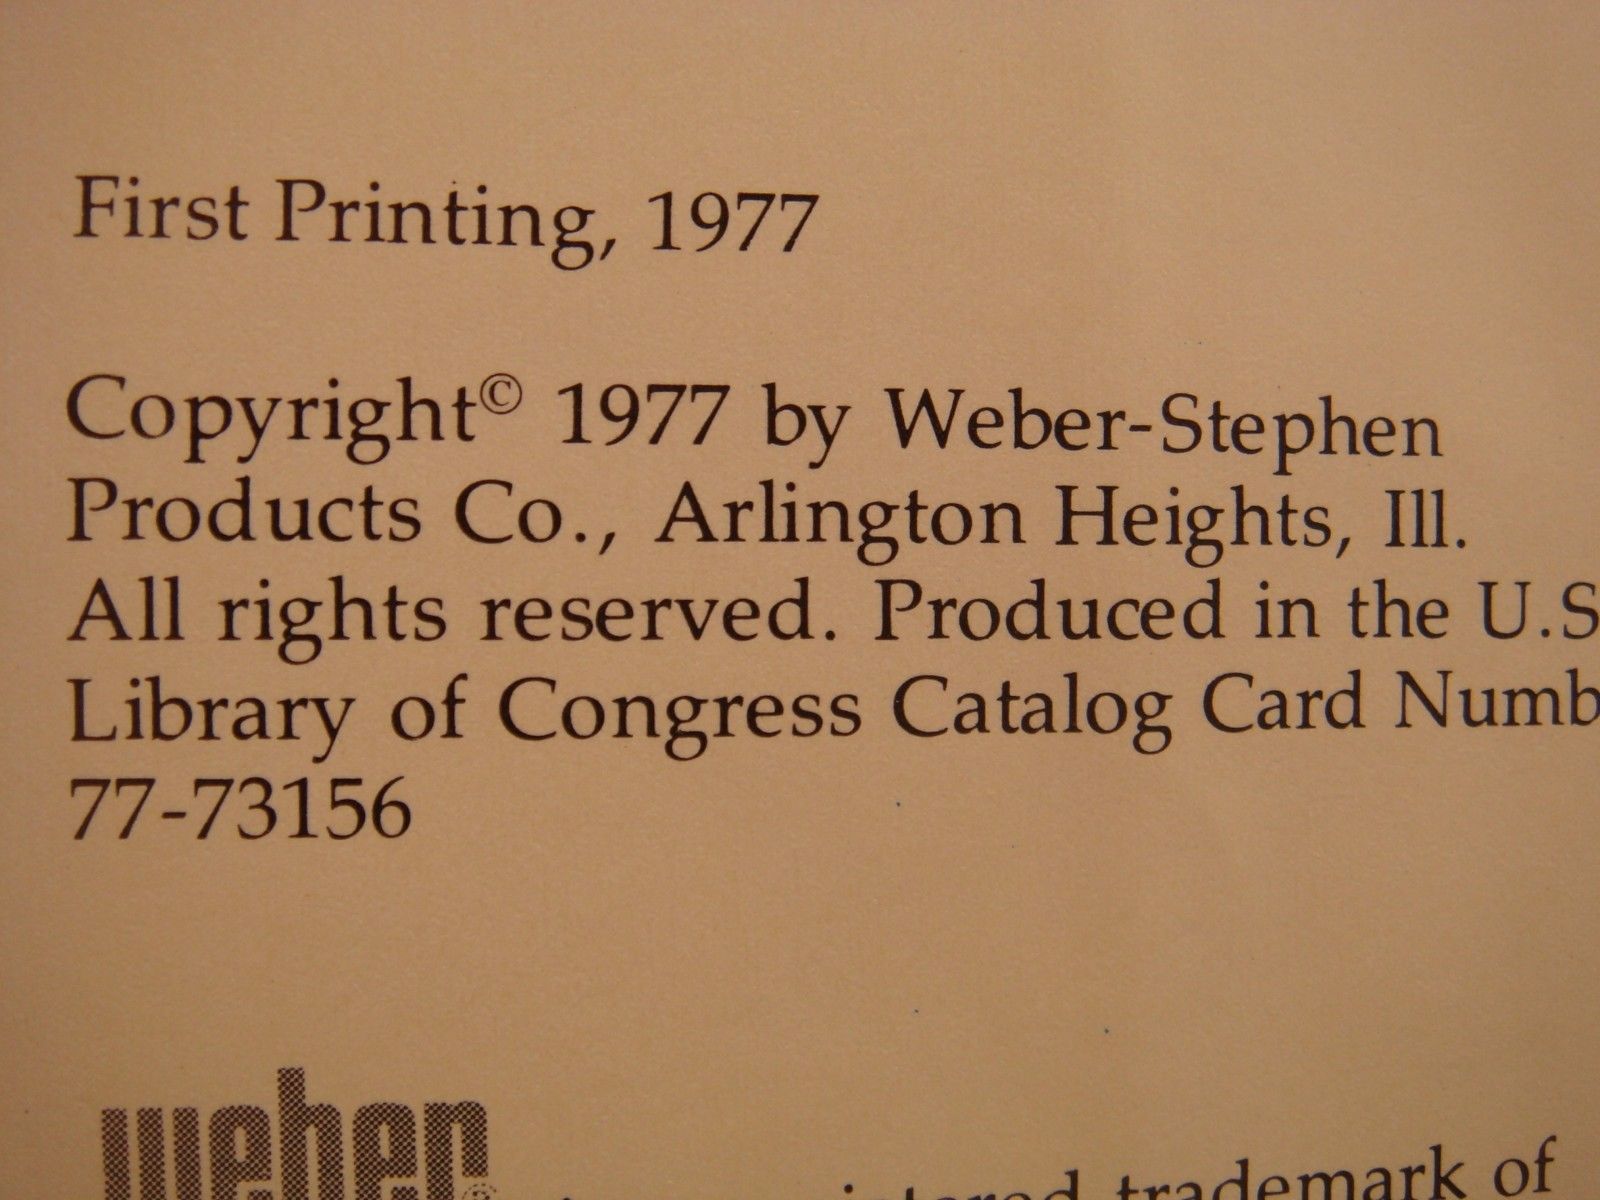 First Printing, 1977
Copyright© 1977 by Weber-Stephen
Products Co., Arlington Heights, Ill.
All rights reserved. Produced in the U.S
Library of Congress Catalog Card Numb
77-73156
weber®
trademark of